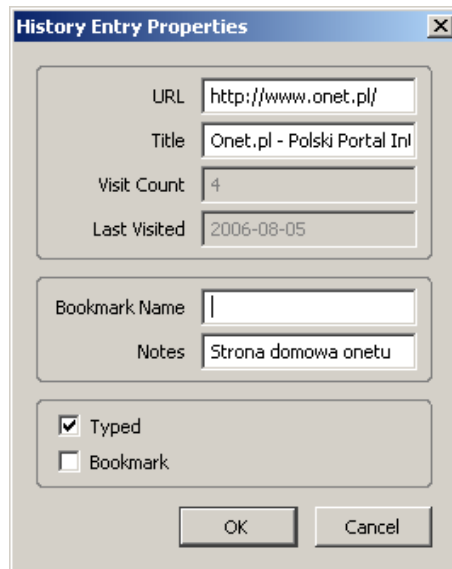 History Entry Properties
URL http://www.onet.pl/
Title Onet.pl - Polski Portal Int
Visit Count 4
Last Visited 2006-08-05
Bookmark Name
Notes Strona domowa onetu
Typed
Bookmark
OK Cancel